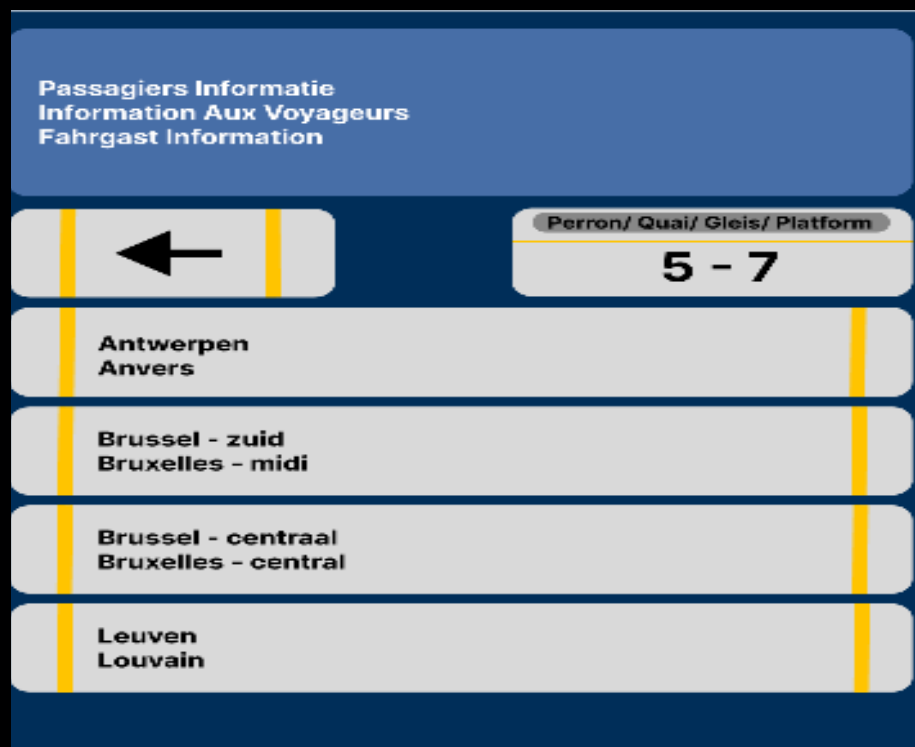 Passagiers Informatie
Information Aux Voyageurs
Fahrgast Information
Perron/ Quai/ Gleis/ Platform
5 - 7
Antwerpen
Anvers
Brussel - zuid
Bruxelles - midi
Brussel - centraal
Bruxelles - central
Leuven
Louvain